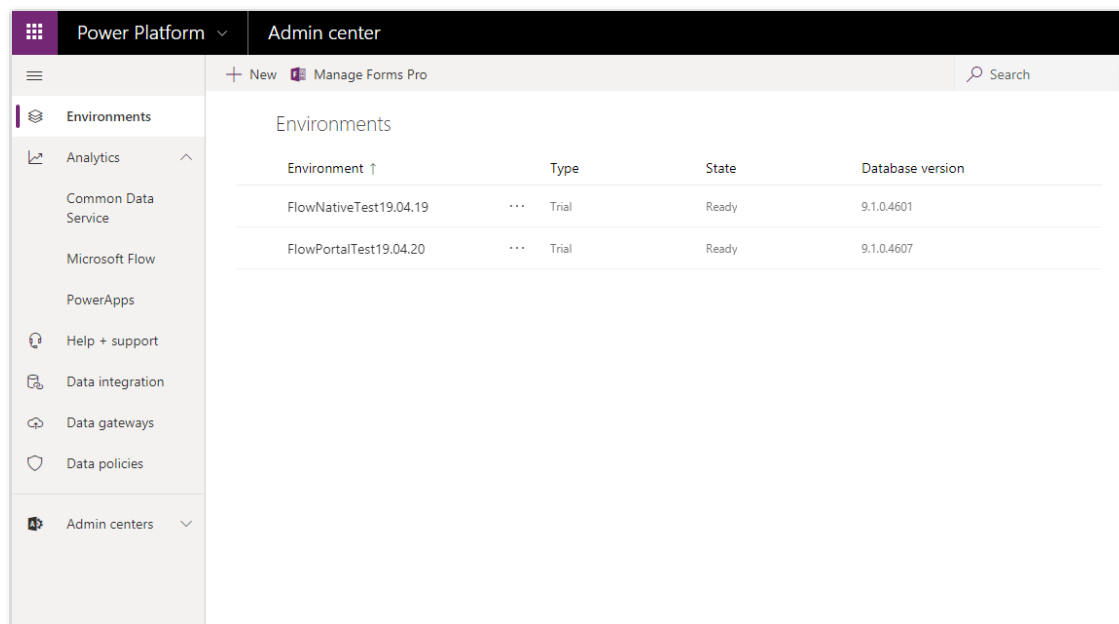 Power Platform Admin center
New Manage Forms Pro Search
Environments
Analytics
Common Data
Service
Microsoft Flow
PowerApps
Help + support
Data integration
Data gateways
Data policies
Admin centers
Environments
Environment ↑ Type State Database version
FlowNativeTest19.04.19 ... Trial Ready 9.1.0.4601
FlowPortalTest19.04.20 ... Trial Ready 9.1.0.4607